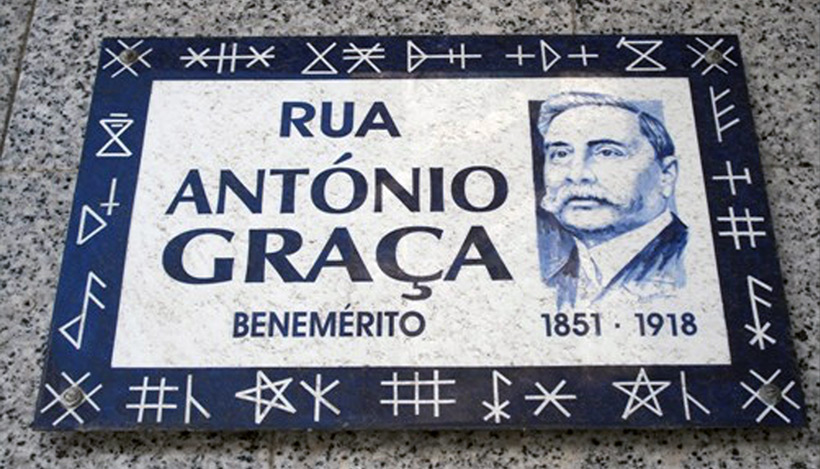 RUA
ANTÓNIO
GRAÇA
BENEMÉRITO
1851 · 1918